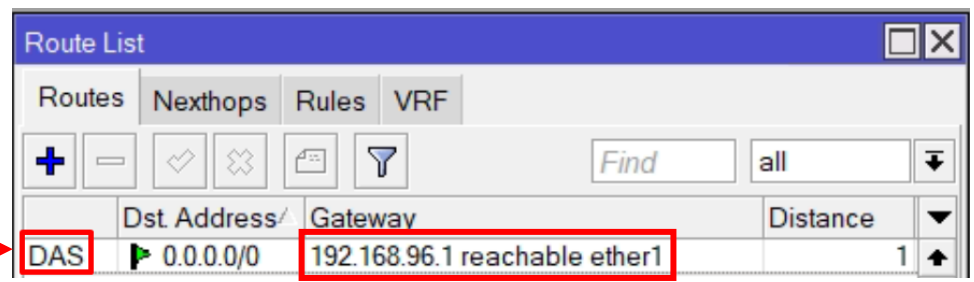 Route List
Routes Nexthops Rules VRF
Find all
Dst. Address Gateway Distance
DAS 0.0.0.0/0 192.168.96.1 reachable ether1 1